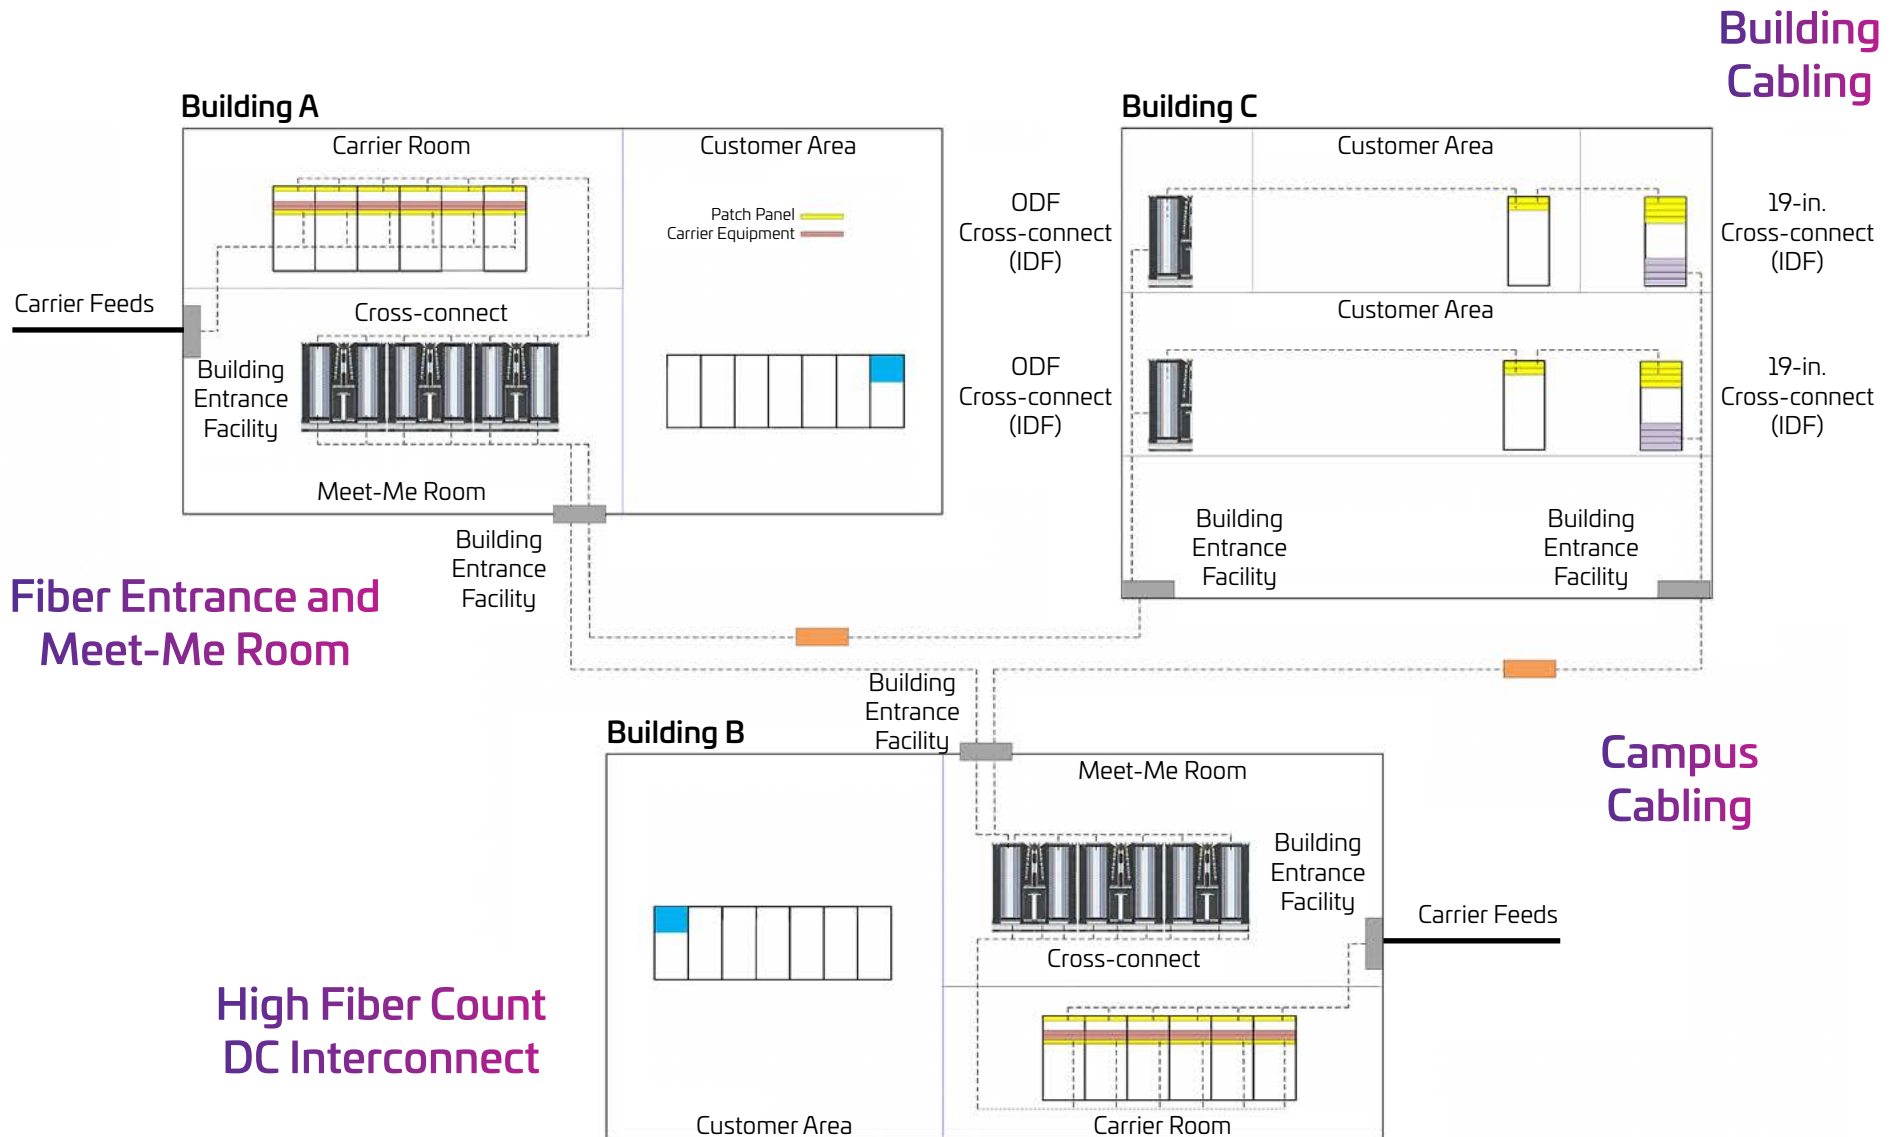 Building
Cabling
Building A
Carrier Room
Customer Area
Patch Panel
Carrier Equipment
Carrier Feeds
Cross-connect
Building
Entrance
Facility
Meet-Me Room
Building
Entrance
Facility
Building C
Customer Area
ODF
Cross-connect
(IDF)
19-in.
Cross-connect
(IDF)
Customer Area
ODF
Cross-connect
(IDF)
19-in.
Cross-connect
(IDF)
Building
Entrance
Facility
Building
Entrance
Facility
Fiber Entrance and
Meet-Me Room
Building
Entrance
Facility
Building B
Meet-Me Room
Building
Entrance
Facility
Carrier Feeds
Cross-connect
Customer Area
Carrier Room
Campus
Cabling
High Fiber Count
DC Interconnect